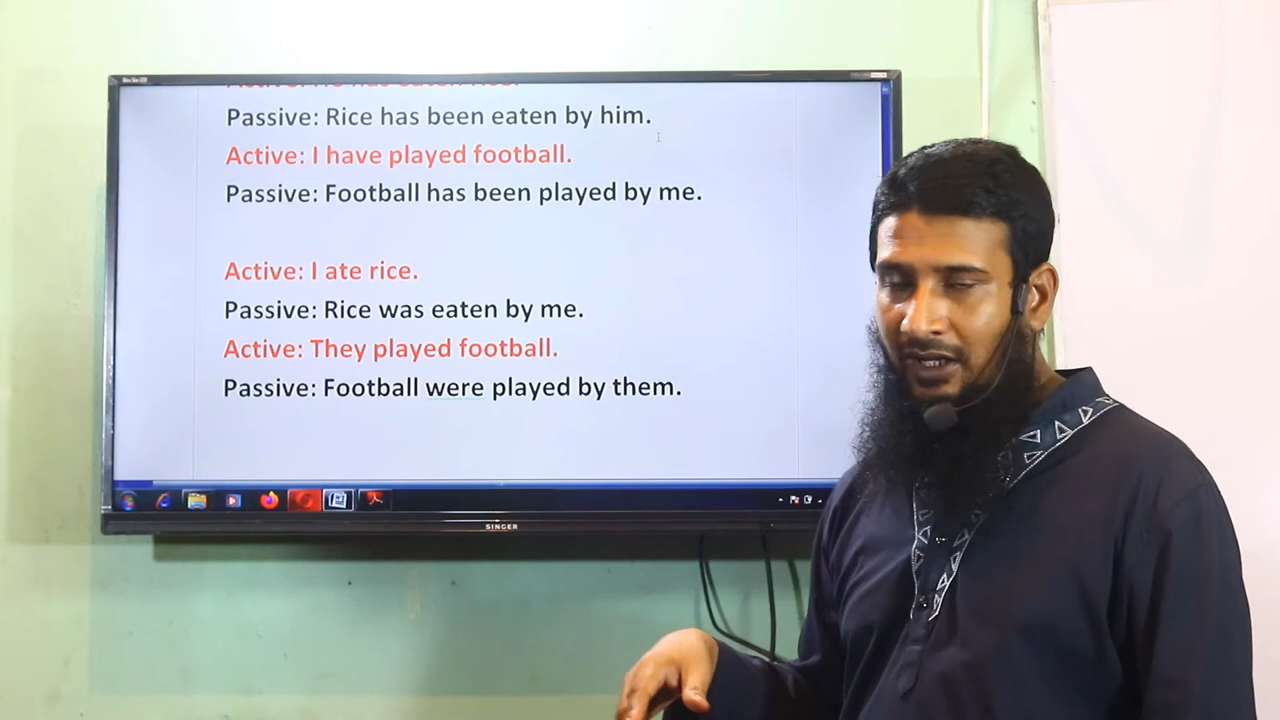 Passive: Rice has been eaten by him.
Active: I have played football.
Passive: Football has been played by me.
Active: I ate rice.
Passive: Rice was eaten by me.
Active: They played football.
Passive: Football were played by them.
SINGER